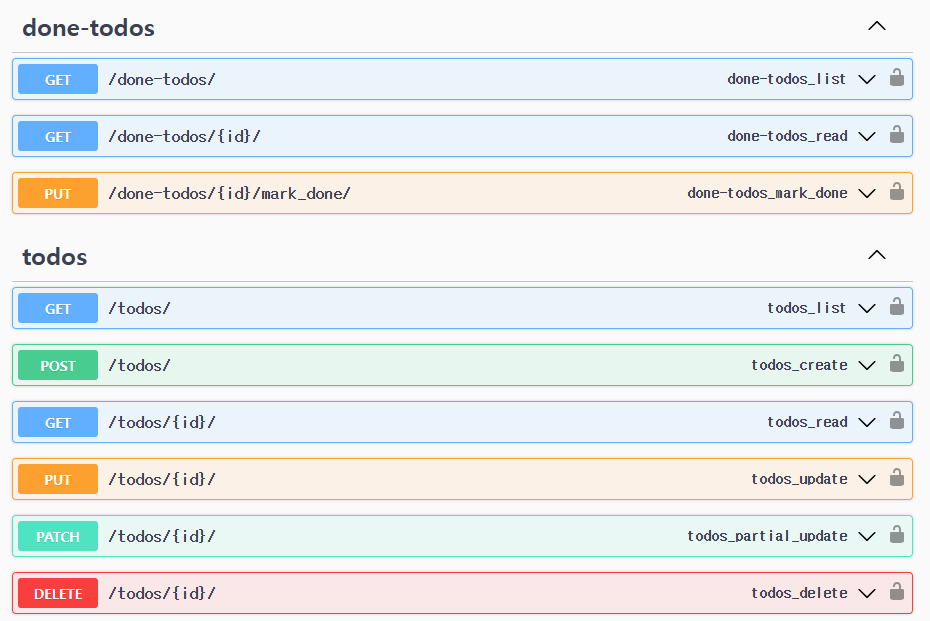 done-todos
GET /done-todos/ done-todos_list
GET /done-todos/{id}/ done-todos_read
PUT /done-todos/{id}/mark_done/ done-todos_mark_done
todos
GET /todos/ todos_list
POST /todos/ todos_create
GET /todos/{id}/ todos_read
PUT /todos/{id}/ todos_update
PATCH /todos/{id}/ todos_partial_update
DELETE /todos/{id}/ todos_delete